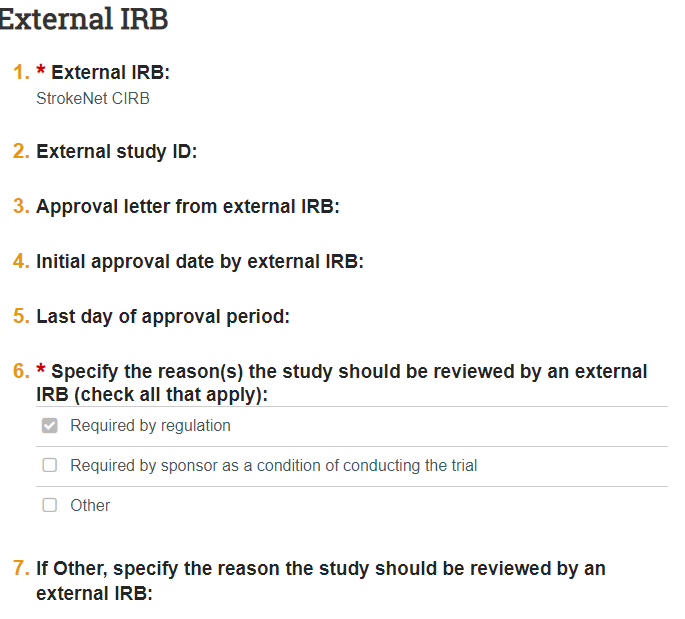 External IRB
1. * External IRB:
StrokeNet CIRB
2. External study ID:
3. Approval letter from external IRB:
4. Initial approval date by external IRB:
5. Last day of approval period:
6. * Specify the reason(s) the study should be reviewed by an external
IRB (check all that apply):
Required by regulation
Required by sponsor as a condition of conducting the trial
Other
7. If Other, specify the reason the study should be reviewed by an
external IRB: